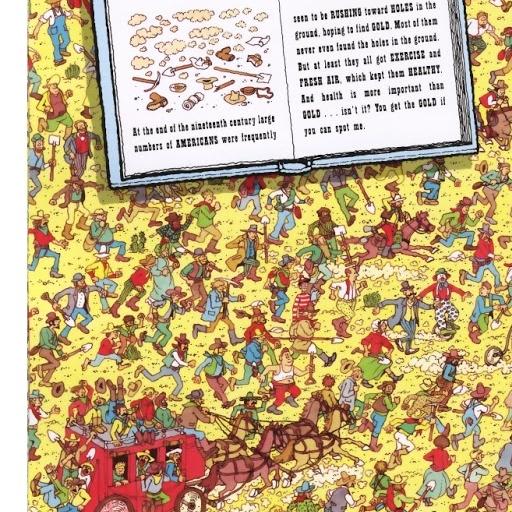 At the end of the nineteenth century large
numbers of AMERICANS were frequently
seen to be RUSHING toward HOLES in the
ground, hoping to find GOLD. Most of them
never even found the holes in the ground.
But at least they all got EXERCISE and
FRESH AIR, which kept them HEALTHY.
And health is more important than
GOLD . . . isn't it? You get the GOLD if
you can spot me.